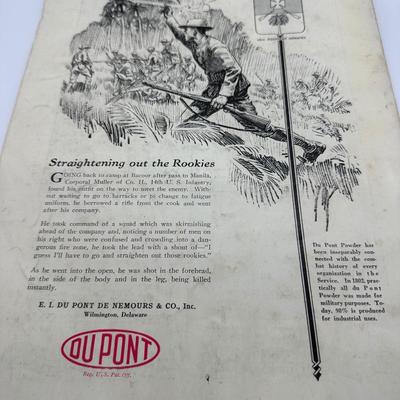 Straightening out the Rookies
GOING back to camp at Bacoor after pass to Manila,
Corporal Muller of Co. H., 14th U. S. Infantry,
found his outfit on the way to meet the enemy. With-
out waiting to go to barracks or to change to fatigue
uniform, he borrowed a rifle from the cook and went
after his company.
He took command of a squad which was skirmishing
ahead of the company and, noticing a number of men on
his right who were confused and crowding into a dan-
gerous fire zone, he took the lead with a shout of—"I
guess I'll have to go and straighten out those rookies."
As he went into the open, he was shot in the forehead,
in the side of the body and in the leg, being killed
instantly.
E. I. DU PONT DE NEMOURS & CO., Inc.
Wilmington, Delaware
DU PONT
Reg. U. S. Pat. Off.
Du Pont Powder has
been inseparably con-
nected with the com-
bat history of every
organization in the
Service. In 1802, prac-
tically all du Pont
Powder was made for
military purposes. To-
day, 98% is produced
for industrial uses.